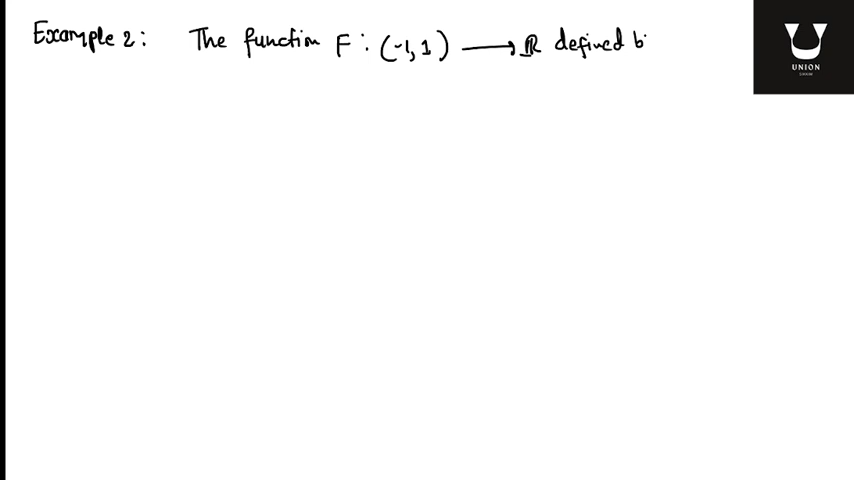 Example 2: The function F : (-1, 1) ⟶ ℝ defined b
UNION